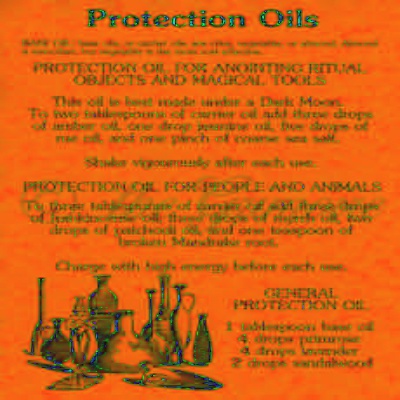 Protection Oils
PROTECTION OIL FOR ANOINTING RITUAL
OBJECTS AND MAGICAL TOOLS
This oil is best made under a Dark Moon.
To two tablespoons of carrier oil add three drops
of amber oil, one drop jasmine oil, five drops of
rue oil, and one pinch of coarse sea salt.
Shake vigorously after each use.
PROTECTION OIL FOR PEOPLE AND ANIMALS
To three tablespoons of carrier oil add three drops
of oil, three drops of myrrh oil, two
drops of patchouli oil, and one teaspoon of
Mandrake root.
Charge with high energy before each use.
GENERAL
PROTECTION OIL
1 tablespoon base oil
4 drops primrose
4 drops lavender
2 drops sandalwood